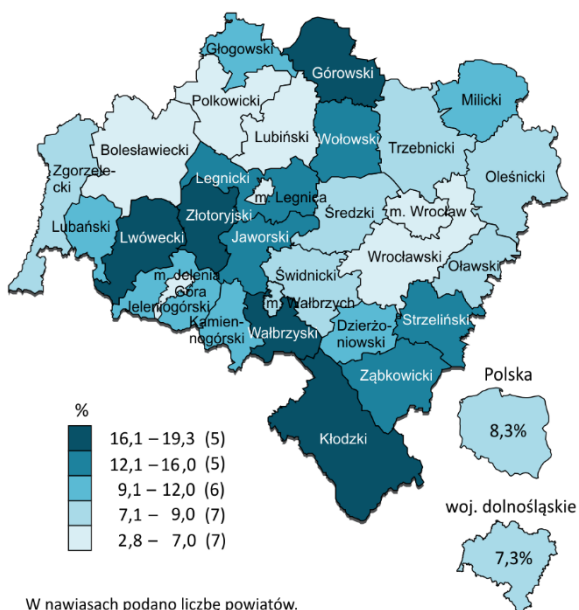 Głogowski
Górowski
Milicki
Polkowicki
Lubiński
Wołowski
Trzebnicki
Bolesławiecki
Zgorzele-
cki
Legnicki
Oleśnicki
m. Legnica
Średzki
m. Wrocław
Lubański
Lwówecki
Złotoryjski
Jaworski
Wrocławski
Oławski
m. Jelenia
Góra
Jeleniogórski
Świdnicki
m. Wałbrych
Kamien-
nogórski
Wałbrzyski
Dzierżo-
niowski
Strzeliński
Ząbkowicki
Kłodzki
Polska
8,3%
woj. dolnośląskie
7,3%
%
16,1 – 19,3 (5)
12,1 – 16,0 (5)
9,1 – 12,0 (6)
7,1 – 9,0 (7)
2,8 – 7,0 (7)
W nawiasach podano liczbę powiatów.